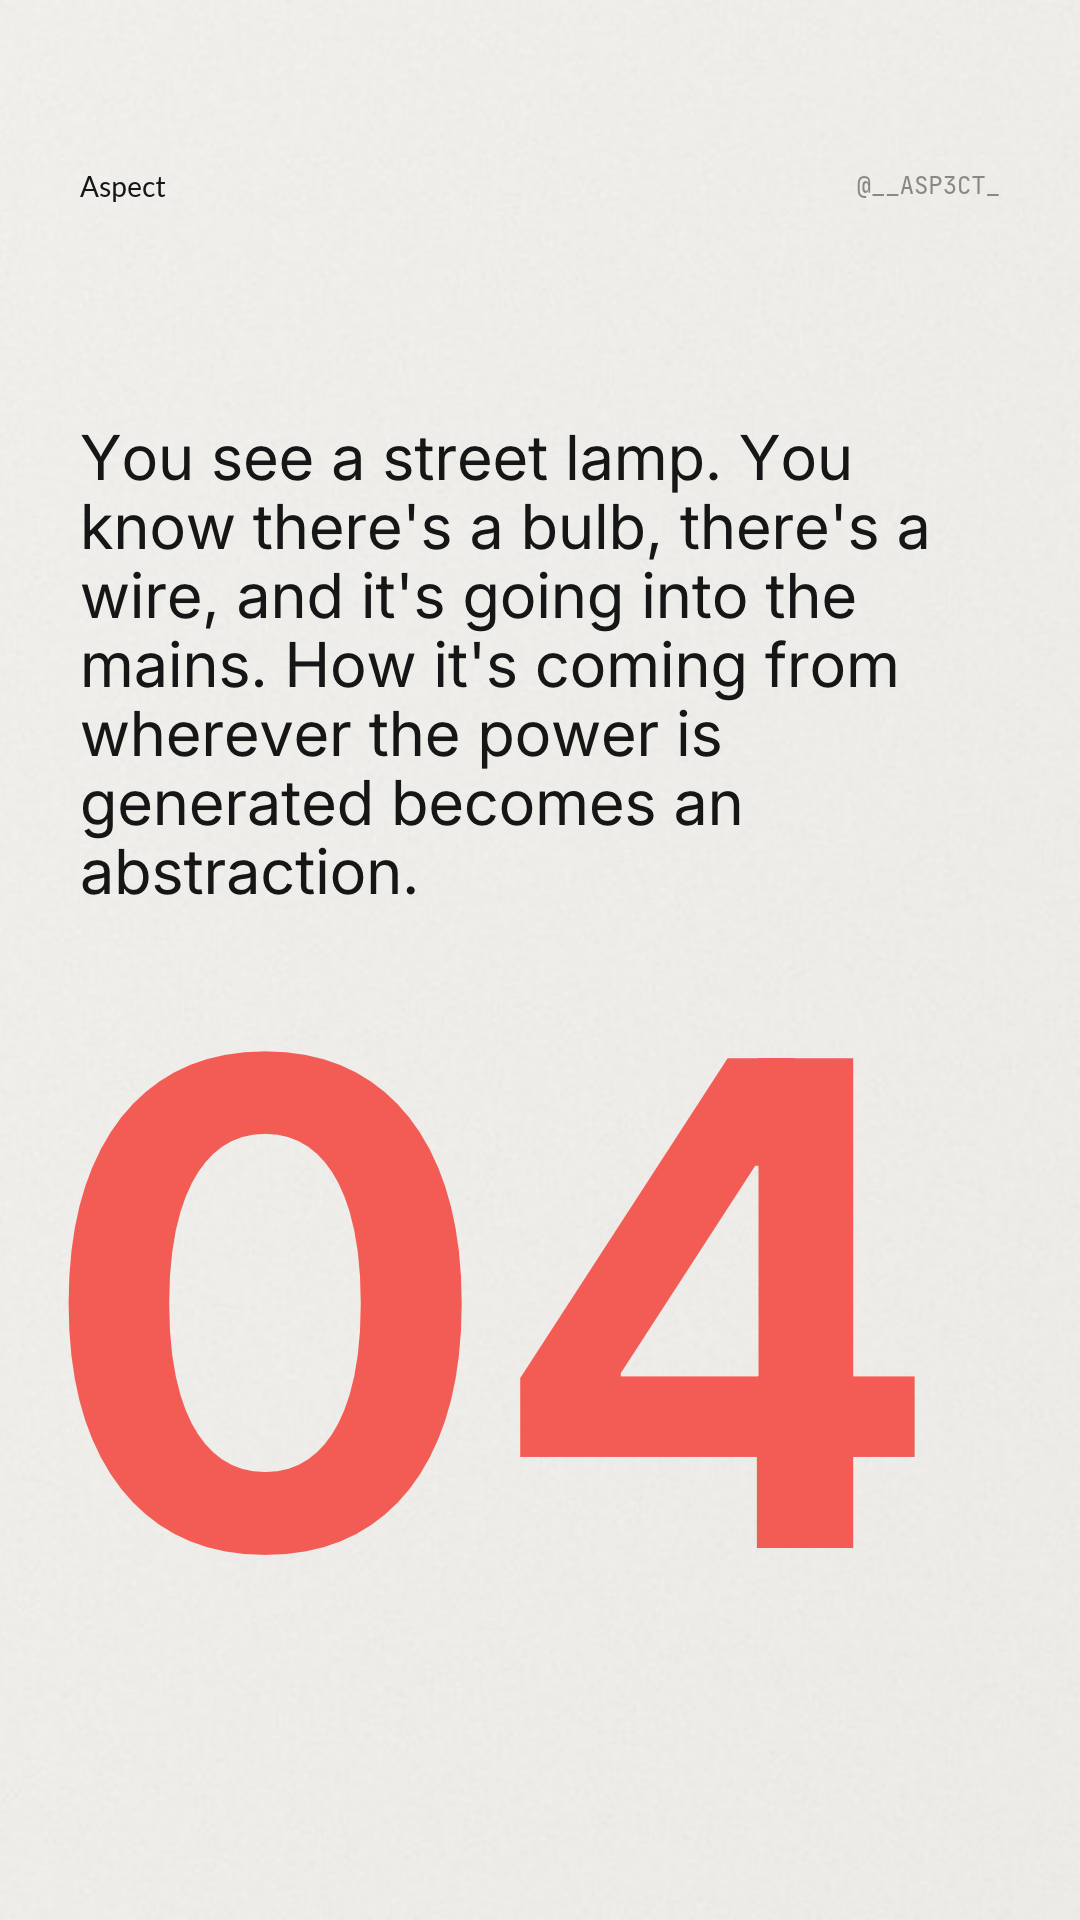 Aspect
@__ASP3CT_
You see a street lamp. You
know there's a bulb, there's a
wire, and it's going into the
mains. How it's coming from
wherever the power is
generated becomes an
abstraction.
04